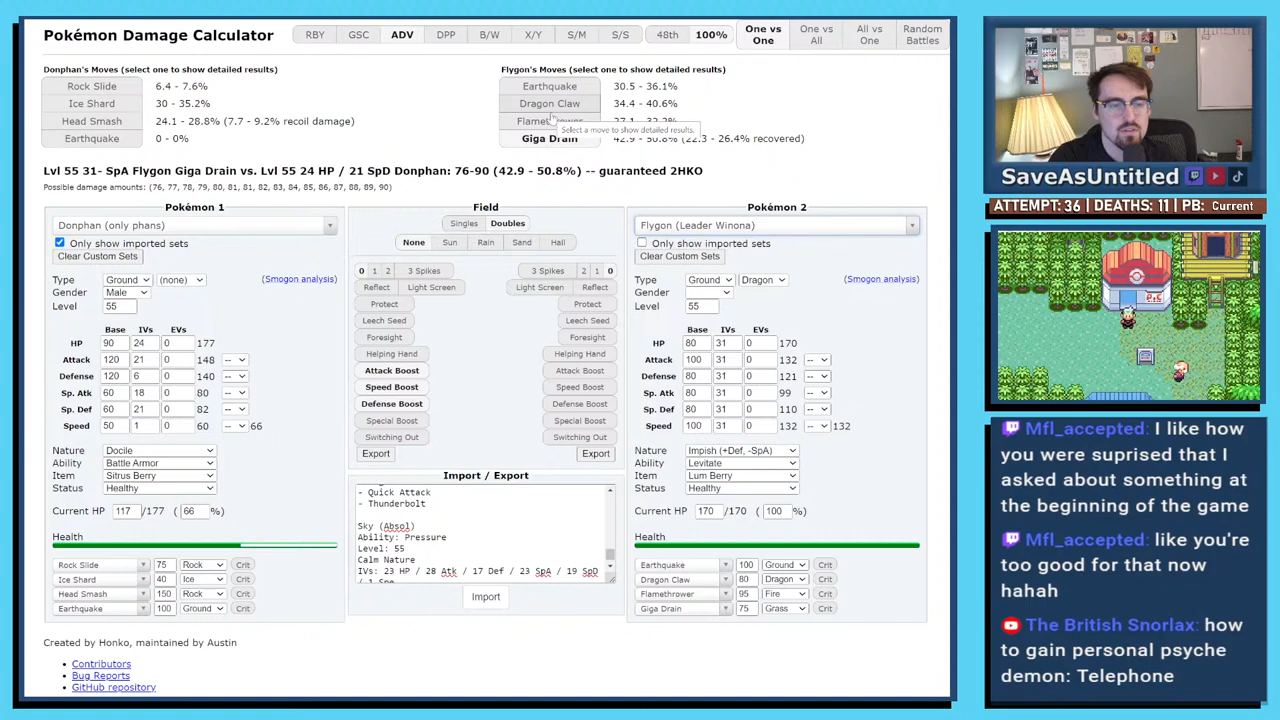 Pokémon Damage Calculator
RBY GSC ADV DPP B/W X/Y S/M S/S 48th 100% One vs One All vs One vs All One Random Battles
Donphan's Moves (select one to show detailed results)
Rock Slide 6.4 - 7.6%
Ice Shard 30 - 35.2%
Head Smash 24.1 - 28.8% (7.7 - 9.2% recoil damage)
Earthquake 0 - 0%
Flygon's Moves (select one to show detailed results)
Earthquake 30.5 - 36.1%
Dragon Claw 34.4 - 40.6%
Select a move to show detailed results.
Giga Drain 42.9 - 50.8% (22.3 - 26.4% recovered)
Lvl 55 31- SpA Flygon Giga Drain vs. Lvl 55 24 HP / 21 SpD Donphan: 76-90 (42.9 - 50.8%) -- guaranteed 2HKO
Possible damage amounts: (76, 77, 78, 79, 80, 81, 81, 82, 83, 84, 85, 86, 87, 88, 89, 90)
Pokémon 1
Donphan (only phans)
Only show imported sets
Clear Custom Sets
Type Ground (none) (Smogon analysis)
Gender Male
Level 55
Base IVs EVs
HP 90 24 0 177
Attack 120 21 0 148 --
Defense 120 6 0 140 --
Sp. Atk 60 18 0 80 --
Sp. Def 60 21 0 82 --
Speed 50 1 0 60 -- 66
Nature Docile
Ability Battle Armor
Item Sitrus Berry
Status Healthy
Current HP 117 /177 ( 66 %)
Health
Rock Slide 75 Rock Crit
Ice Shard 40 Ice Crit
Head Smash 150 Rock Crit
Earthquake 100 Ground Crit
Field
Singles Doubles
None Sun Rain Sand Hail
0 1 2 3 Spikes 3 Spikes 2 1 0
Reflect Light Screen Light Screen Reflect
Protect Protect
Leech Seed Leech Seed
Foresight Foresight
Helping Hand Helping Hand
Attack Boost Attack Boost
Speed Boost Speed Boost
Defense Boost Defense Boost
Special Boost Special Boost
Switching Out Switching Out
Export Export
Import / Export
- Quick Attack
- Thunderbolt
Sky (Absol)
Ability: Pressure
Level: 55
Calm Nature
IVs: 23 HP / 28 Atk / 17 Def / 23 SpA / 19 SpD
/ 1 Spe
Import
Pokémon 2
Flygon (Leader Winona)
Only show imported sets
Clear Custom Sets
Type Ground Dragon (Smogon analysis)
Gender
Level 55
Base IVs EVs
HP 80 31 0 170
Attack 100 31 0 132 --
Defense 80 31 0 121 --
Sp. Atk 80 31 0 99 --
Sp. Def 80 31 0 110 --
Speed 100 31 0 132 -- 132
Nature Impish (+Def, -SpA)
Ability Levitate
Item Lum Berry
Status Healthy
Current HP 170 /170 ( 100 %)
Health
Earthquake 100 Ground Crit
Dragon Claw 80 Dragon Crit
Flamethrower 95 Fire Crit
Giga Drain 75 Grass Crit
Created by Honko, maintained by Austin
• Contributors
• Bug Reports
• GitHub repository
SaveAsUntitled
ATTEMPT: 36 | DEATHS: 11 | PB: Current
P.C
Mfl_accepted: I like how
you were suprised that I
asked about something at
the beginning of the game
Mfl_accepted: like you're
too good for that now
hahah
The British Snorlax: how
to gain personal psyche
demon: Telephone